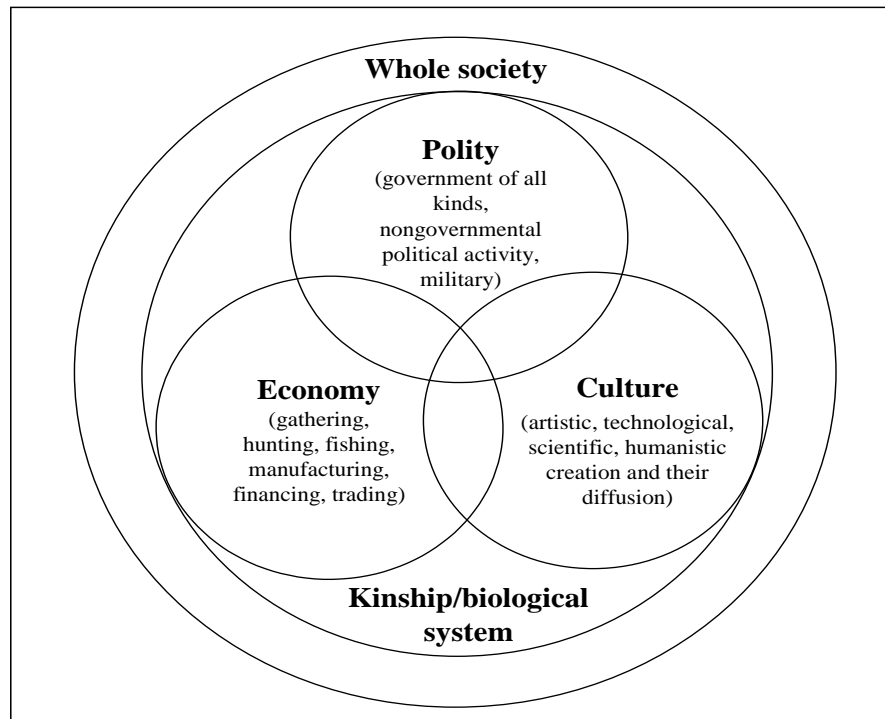 Whole society
Polity
(government of all
kinds,
nongovernmental
political activity,
military)
Economy
(gathering,
hunting, fishing,
manufacturing,
financing, trading)
Culture
(artistic, technological,
scientific, humanistic
creation and their
diffusion)
Kinship/biological
system